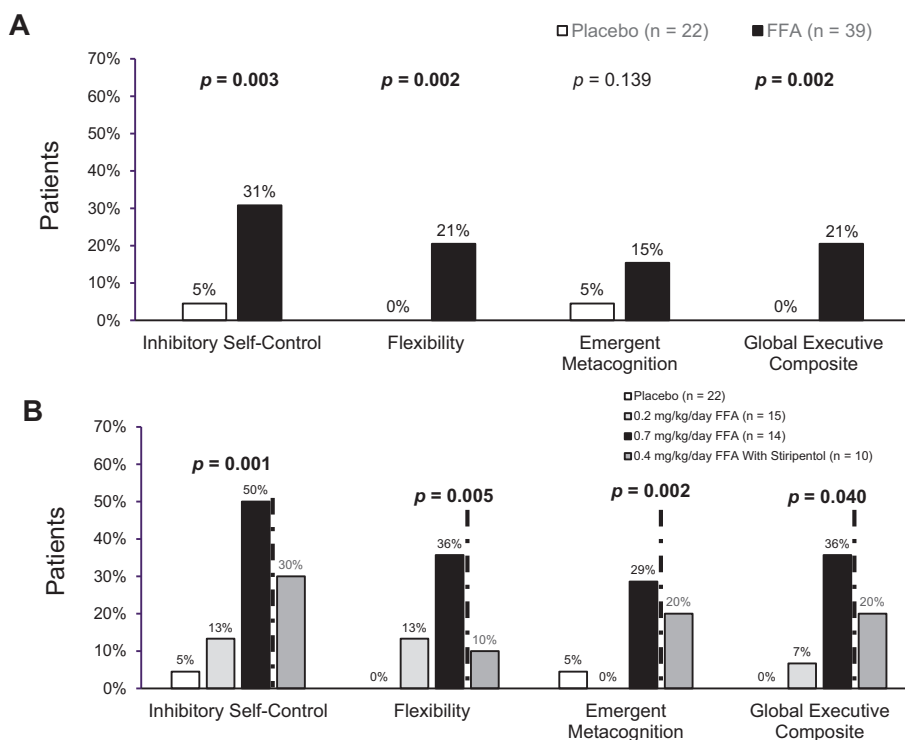 A
Placebo (n = 22) FFA (n = 39)
70%
60%
50%
40%
30%
20%
10%
0%
Patients
p = 0.003 p = 0.002 p = 0.139 p = 0.002
5% 31% 0% 21% 5% 15% 0% 21%
Inhibitory Self-Control Flexibility Emergent Global Executive
Metacognition Composite
B
Placebo (n = 22)
0.2 mg/kg/day FFA (n = 15)
0.7 mg/kg/day FFA (n = 14)
0.4 mg/kg/day FFA With Stiripentol (n = 10)
70%
60%
50%
40%
30%
20%
10%
0%
Patients
p = 0.001 p = 0.005 p = 0.002 p = 0.040
5% 13% 50% 30% 0% 13% 36% 10% 5% 0% 29% 20% 0% 7% 36% 20%
Inhibitory Self-Control Flexibility Emergent Global Executive
Metacognition Composite